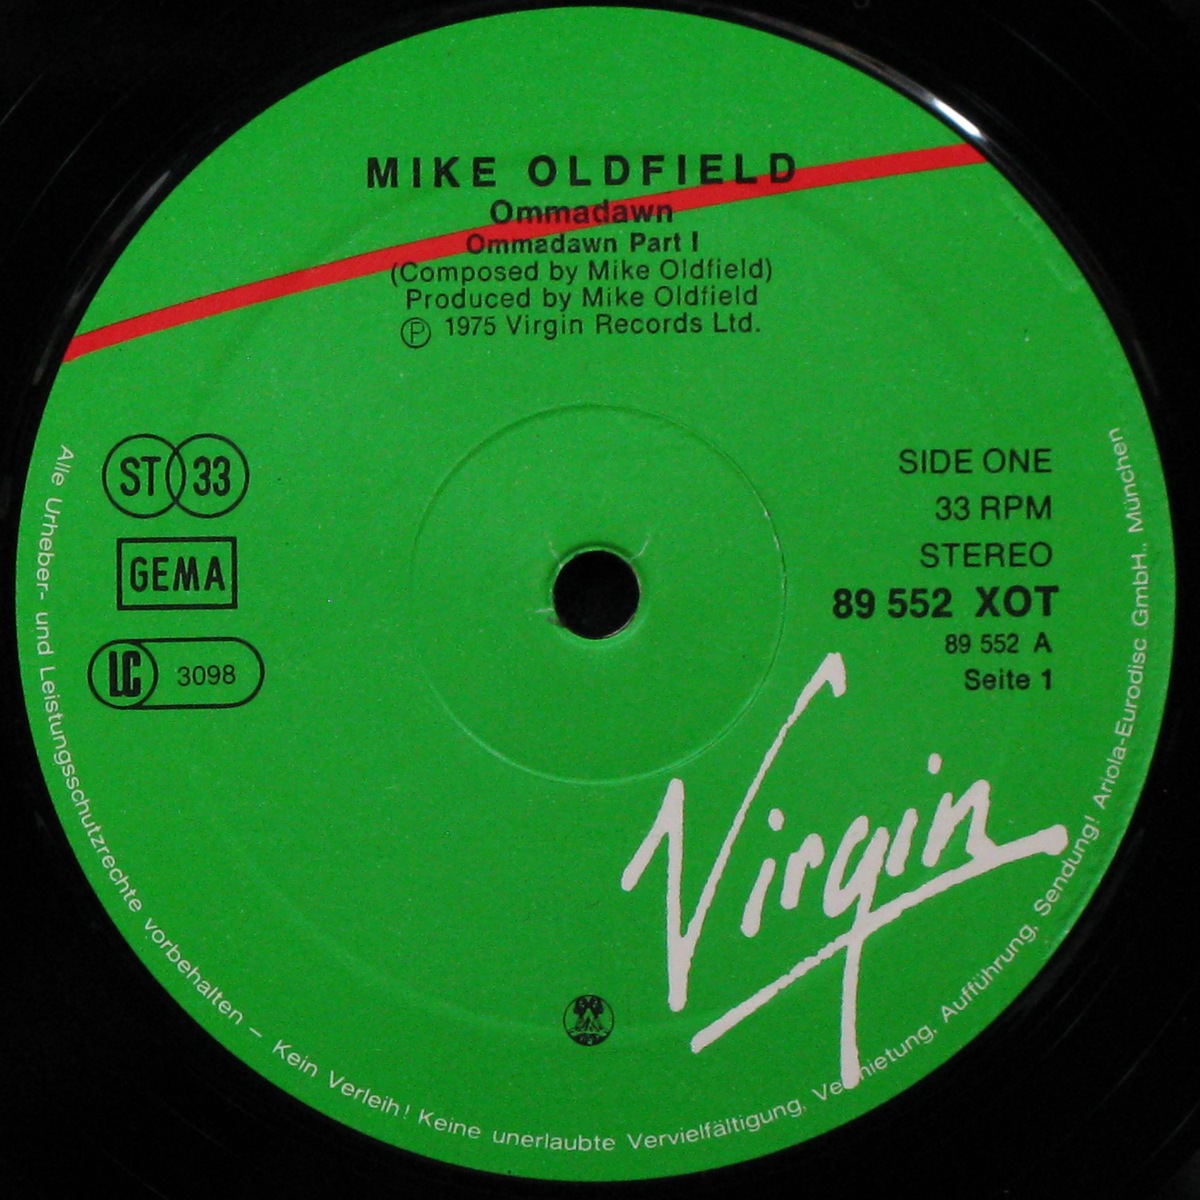 MIKE OLDFIELD
Ommadawn
Ommadawn Part I
(Composed by Mike Oldfield)
Produced by Mike Oldfield
Ⓟ 1975 Virgin Records Ltd.
ST 33
GEMA
LC 3098
SIDE ONE
33 RPM
STEREO
89 552 XOT
89 552 A
Seite 1
Virgin
Alle Urheber- und Leistungsschutzrechte vorbehalten – Kein Verleih! Keine unerlaubte Vervielfältigung, Vermietung, Aufführung, Sendung! Ariola-Eurodisc GmbH., München